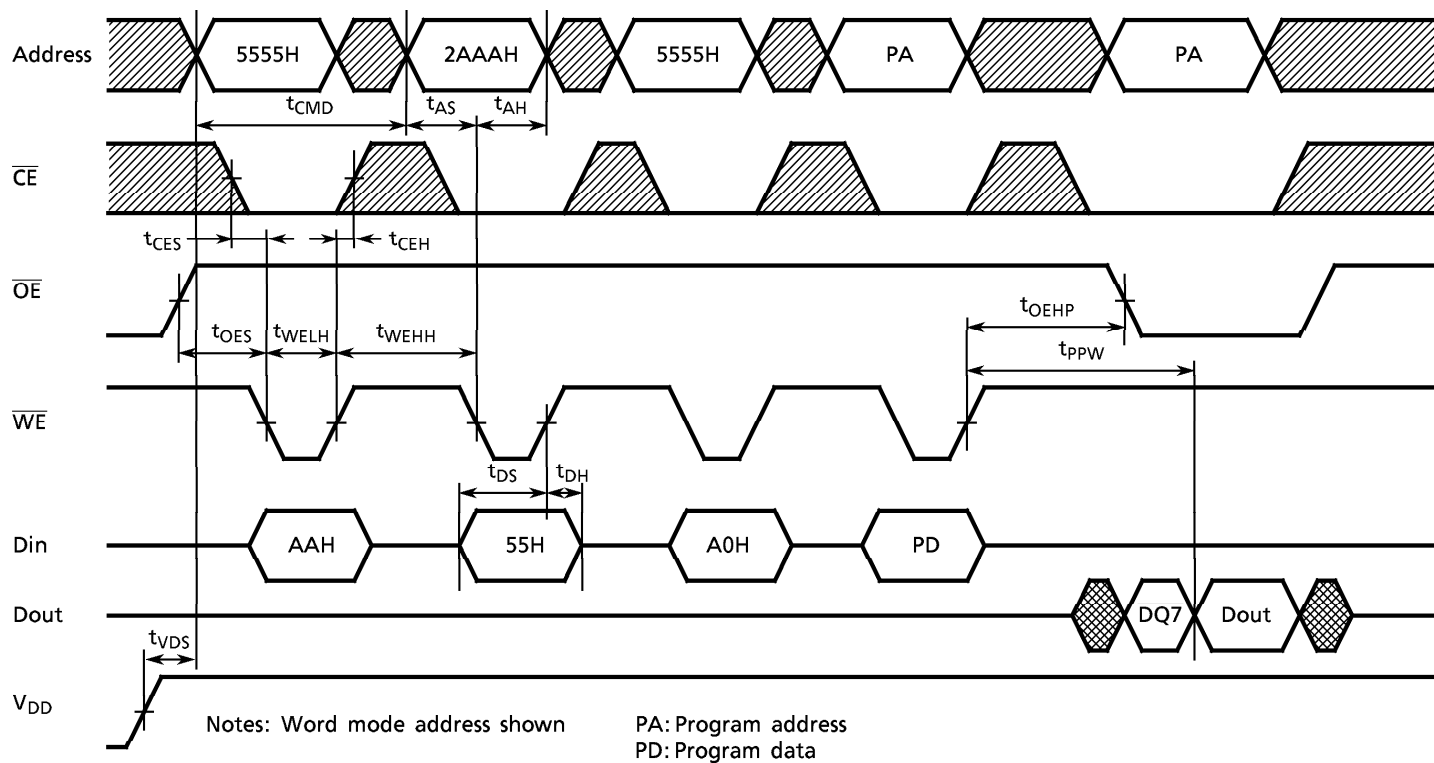 Address 5555H 2AAAH 5555H PA PA
tCMD tAS tAH
CE
tCES tCEH
OE
tOES tWELH tWEHH tOEHP
tPPW
WE
tDS tDH
Din AAH 55H A0H PD
Dout DQ7 Dout
tVDS
VDD
Notes: Word mode address shown PA: Program address
PD: Program data